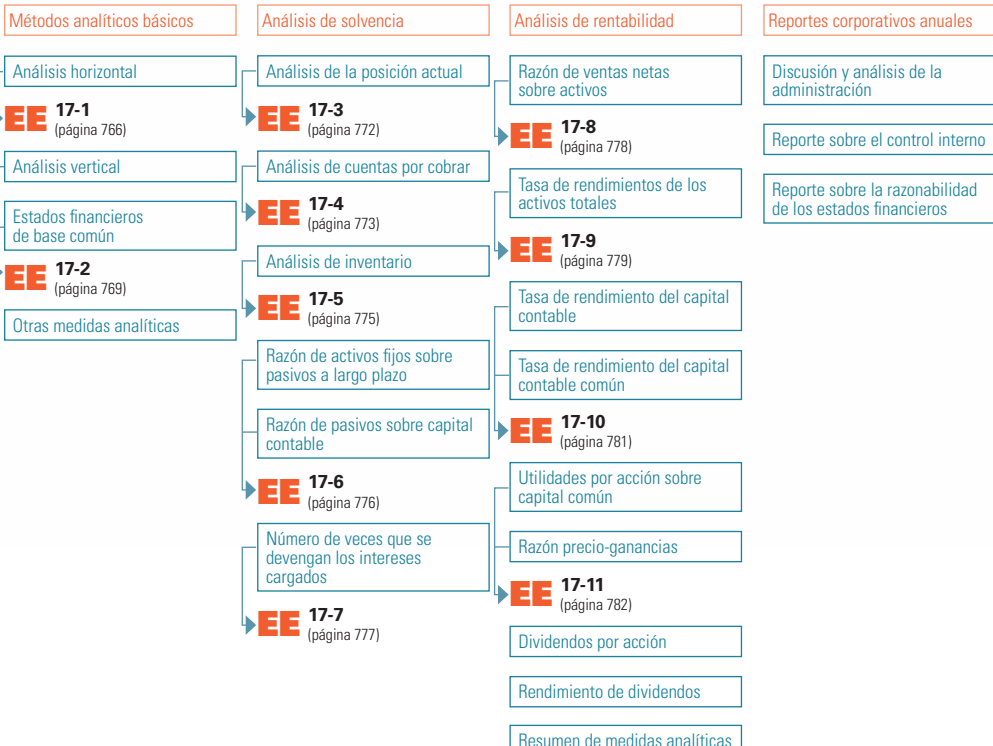 Métodos analíticos básicos
Análisis horizontal
EE 17-1
(página 766)
Análisis vertical
Estados financieros
de base común
EE 17-2
(página 769)
Otras medidas analíticas
Análisis de solvencia
Análisis de la posición actual
EE 17-3
(página 772)
Análisis de cuentas por cobrar
EE 17-4
(página 773)
Análisis de inventario
EE 17-5
(página 775)
Razón de activos fijos sobre
pasivos a largo plazo
Razón de pasivos sobre capital
contable
EE 17-6
(página 776)
Número de veces que se
devengan los intereses
cargados
EE 17-7
(página 777)
Análisis de rentabilidad
Razón de ventas netas
sobre activos
EE 17-8
(página 778)
Tasa de rendimientos de los
activos totales
EE 17-9
(página 779)
Tasa de rendimiento del capital
contable
Tasa de rendimiento del capital
contable común
EE 17-10
(página 781)
Utilidades por acción sobre
capital común
Razón precio-ganancias
EE 17-11
(página 782)
Dividendos por acción
Rendimiento de dividendos
Resumen de medidas analíticas
Reportes corporativos anuales
Discusión y análisis de la
administración
Reporte sobre el control interno
Reporte sobre la razonabilidad
de los estados financieros